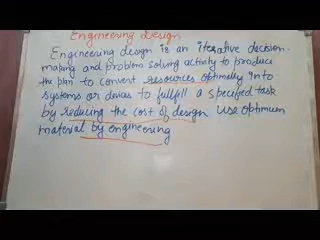 Engineering Design
Engineering design is an iterative decision-
making and problem solving activity to produce
the plan to convert resources optimally into
systems or devices to fullfill a specified task
by reducing the cost of design use optimum
material by engineering